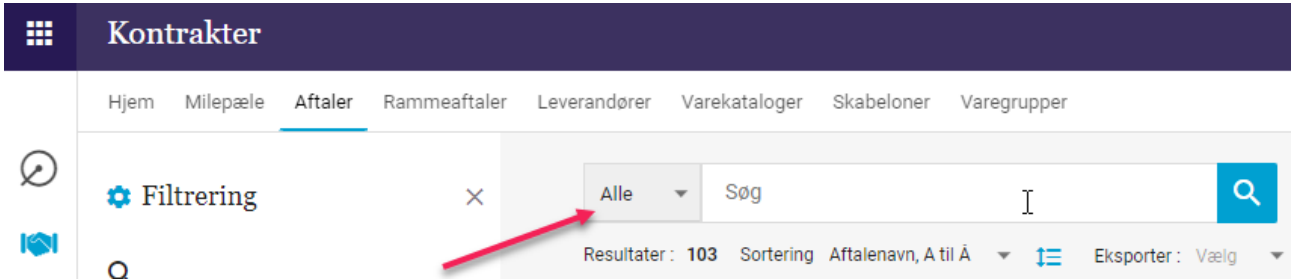 Kontrakter
Hjem Milepæle Aftaler Rammeaftaler Leverandører Varekataloger Skabeloner Varegrupper
Filtrering
Alle Søg
Resultater : 103 Sortering Aftalenavn, A til Å Eksporter : Vælg